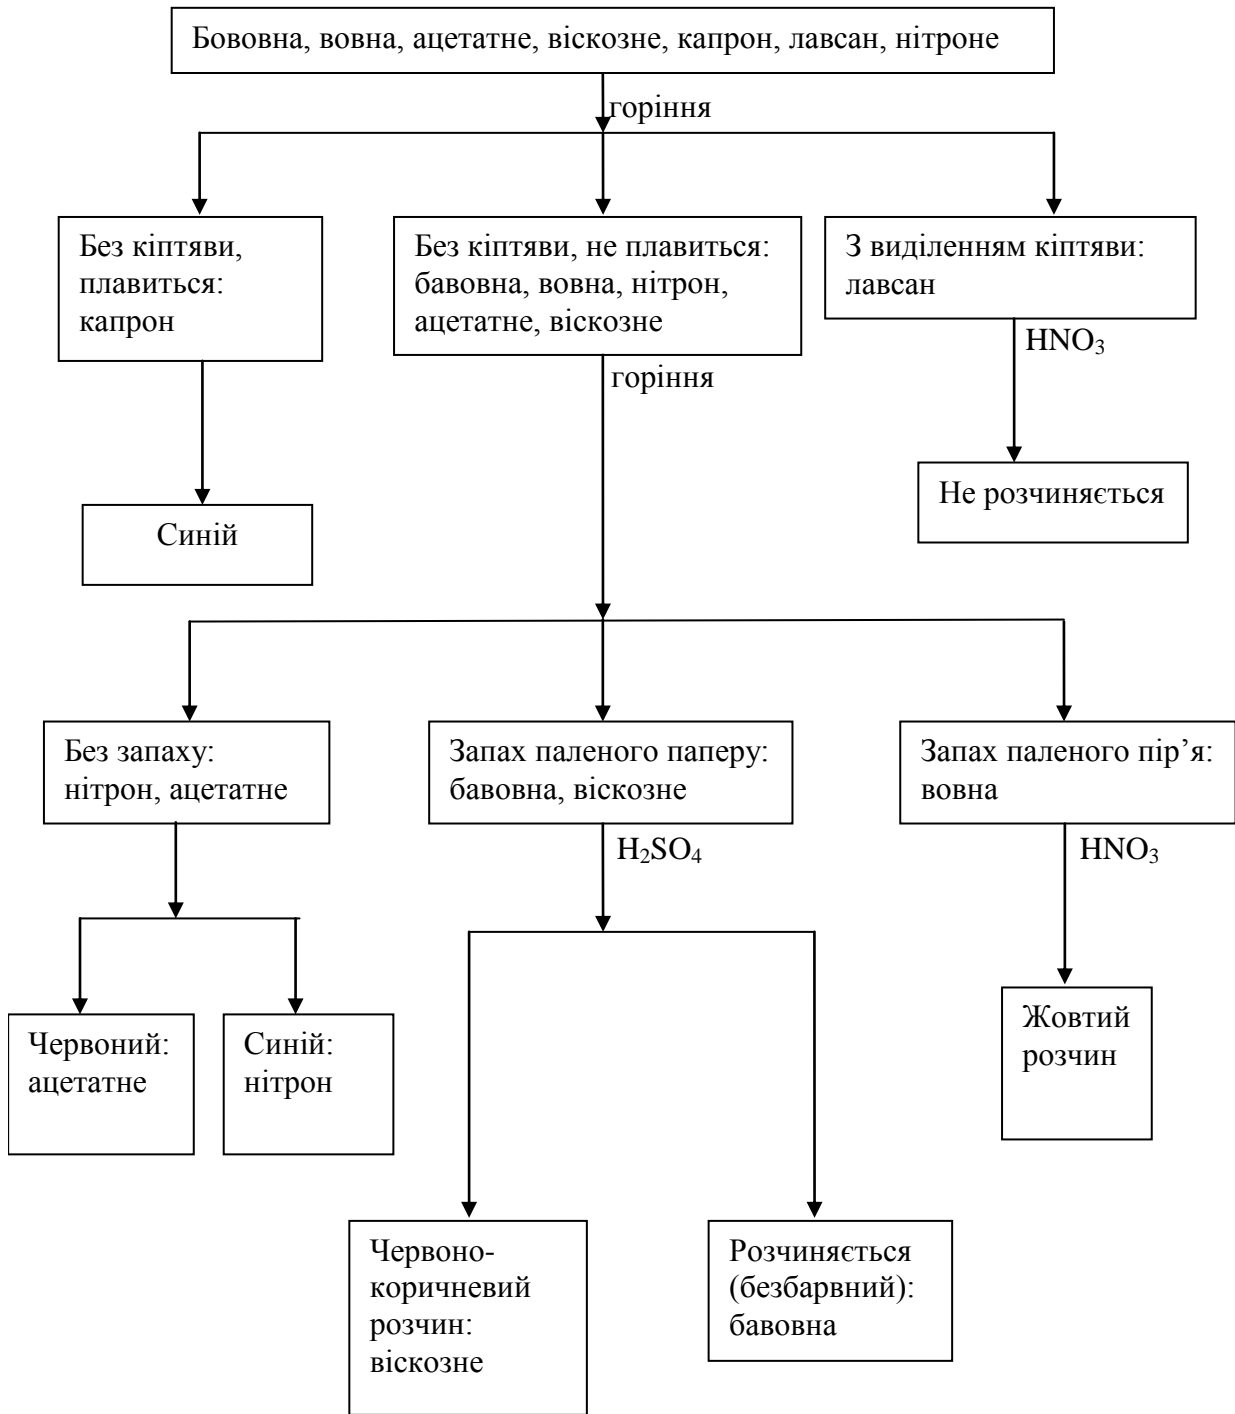 Бововна, вовна, ацетатне, віскозне, капрон, лавсан, нітроне
горіння
Без кіптяви,
плавиться:
капрон
Без кіптяви, не плавиться:
бавовна, вовна, нітрон,
ацетатне, віскозне
З виділенням кіптяви:
лавсан
HNO₃
горіння
Не розчиняється
Синій
Без запаху:
нітрон, ацетатне
Запах паленого паперу:
бавовна, віскозне
Запах паленого пір’я:
вовна
H₂SO₄
HNO₃
Червоний:
ацетатне
Синій:
нітрон
Жовтий
розчин
Червоно-
коричневий
розчин:
віскозне
Розчиняється
(безбарвний):
бавовна